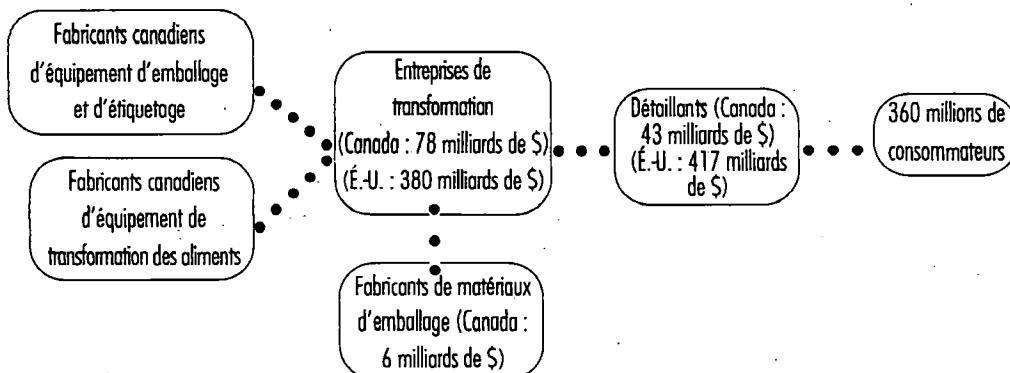 Fabricants canadiens
d'équipement d'emballage
et d'étiquetage
Fabricants canadiens
d'équipement de
transformation des aliments
Entreprises de
transformation
(Canada : 78 milliards de $)
(É.-U. : 380 milliards de $)
Fabricants de matériaux
d'emballage (Canada :
6 milliards de $)
Détaillants (Canada :
43 milliards de $)
(É.-U. : 417 milliards
de $)
360 millions de
consommateurs